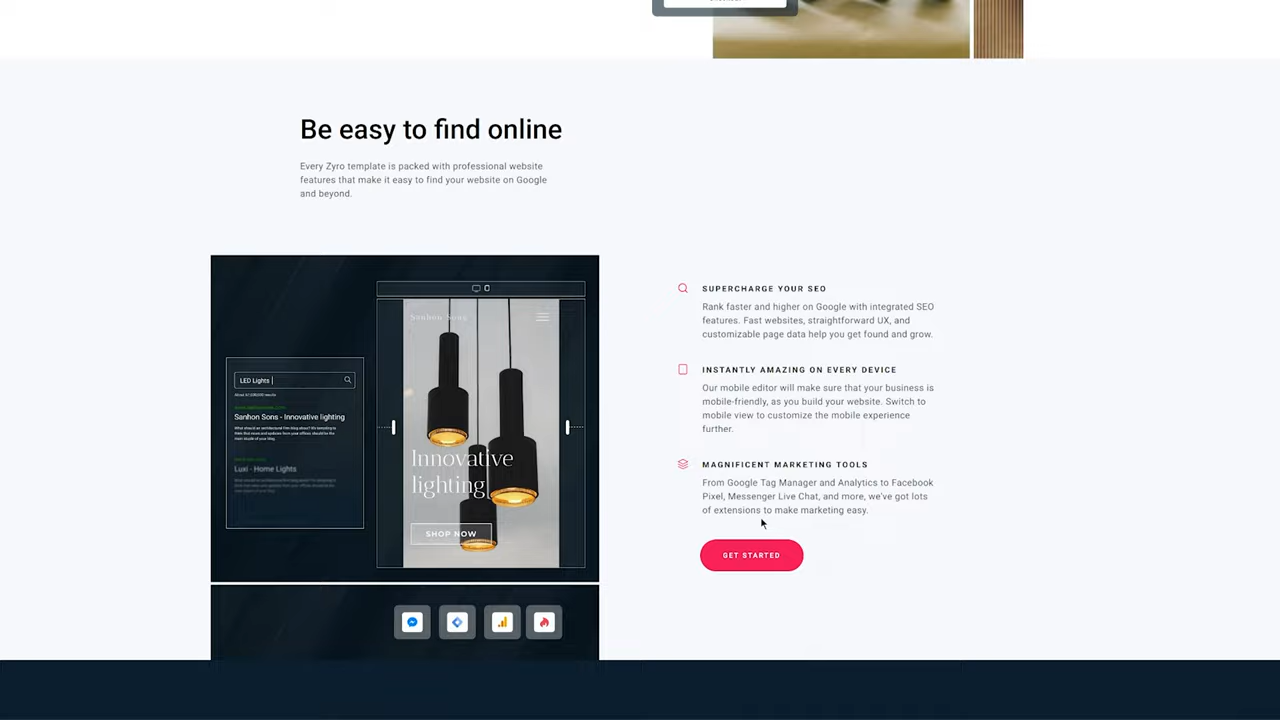 Be easy to find online
Every Zyro template is packed with professional website
features that make it easy to find your website on Google
and beyond.
SUPERCHARGE YOUR SEO
Rank faster and higher on Google with integrated SEO
features. Fast websites, straightforward UX, and
customizable page data help you get found and grow.
INSTANTLY AMAZING ON EVERY DEVICE
Our mobile editor will make sure that your business is
mobile-friendly, as you build your website. Switch to
mobile view to customize the mobile experience
further.
MAGNIFICENT MARKETING TOOLS
From Google Tag Manager and Analytics to Facebook
Pixel, Messenger Live Chat, and more, we've got lots
of extensions to make marketing easy.
GET STARTED
LED Lights
Sanhon Sons - Innovative lighting
Luxi - Home Lights
Sanhon Sons
Innovative
lighting
SHOP NOW